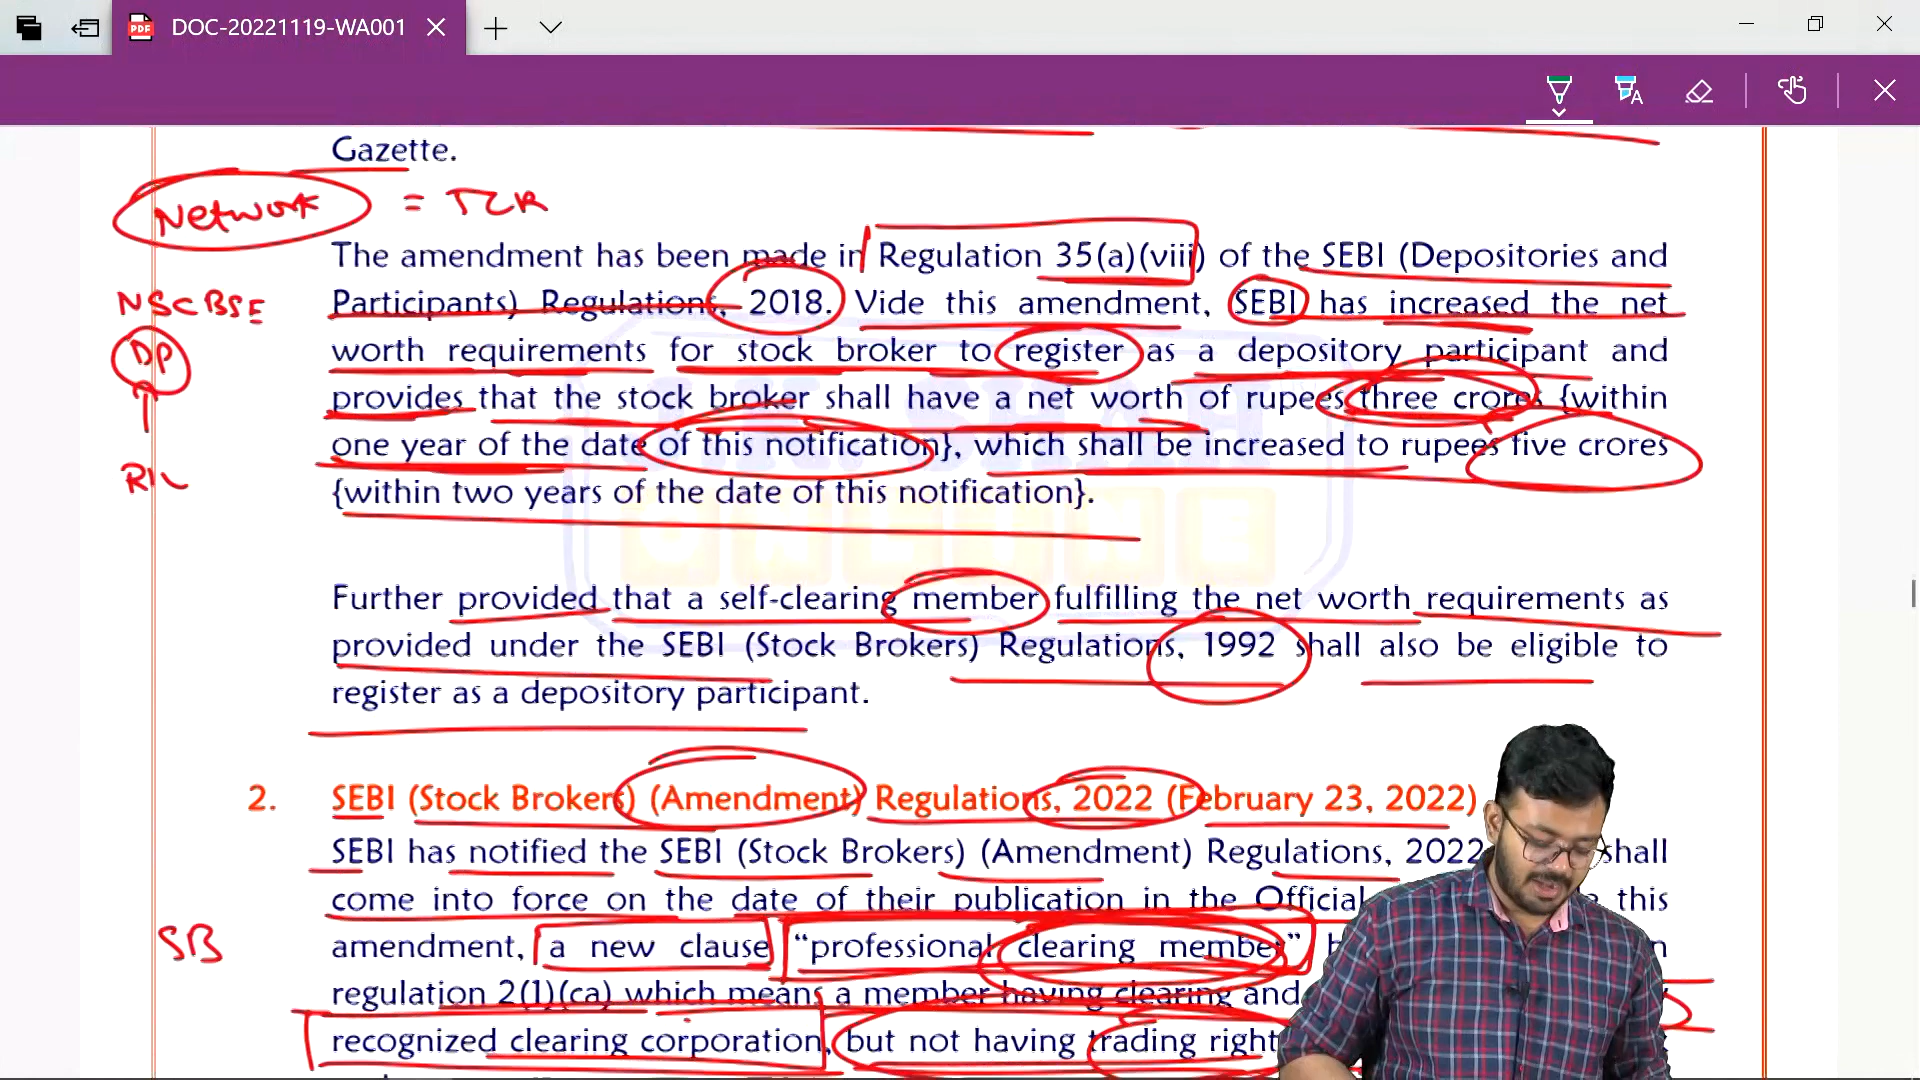 DOC-20221119-WA001
Gazette.
Network = 
The amendment has been made in Regulation 35(a)(viii) of the SEBI (Depositories and
NSC BSE
Participants) Regulations, 2018. Vide this amendment, SEBI has increased the net
DP
worth requirements for stock broker to register as a depository participant and
provides that the stock broker shall have a net worth of rupees three crores {within
one year of the date of this notification}, which shall be increased to rupees five crores
{within two years of the date of this notification}.
Further provided that a self-clearing member fulfilling the net worth requirements as
provided under the SEBI (Stock Brokers) Regulations, 1992 shall also be eligible to
register as a depository participant.
2. SEBI (Stock Brokers) (Amendment) Regulations, 2022 (February 23, 2022)
SEBI has notified the SEBI (Stock Brokers) (Amendment) Regulations, 2022 shall
come into force on the date of their publication in the Official this
SB
amendment, a new clause “professional clearing member”
regulation 2(1)(ca) which means a member having clearing and
recognized clearing corporation, but not having trading right